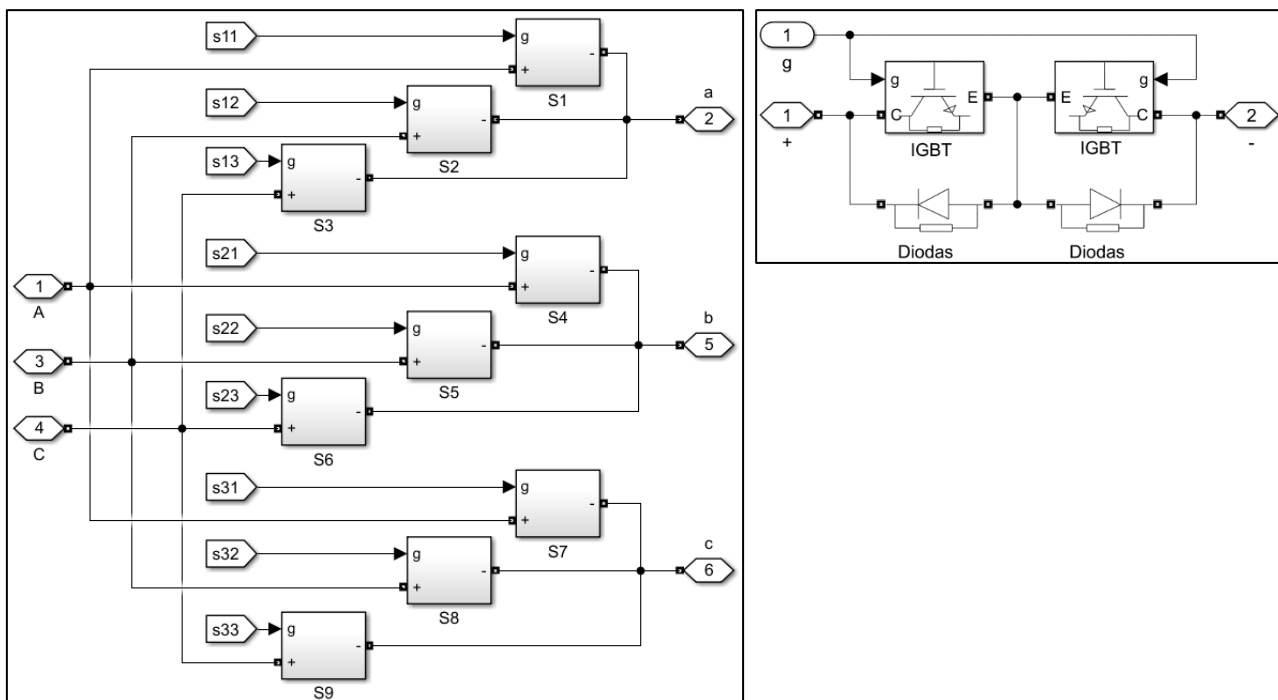 s11
g
-
+
S1
a
2
s12
g
-
+
S2
s13
g
-
+
S3
s21
g
-
+
S4
1
A
s22
g
-
+
S5
b
5
3
B
s23
g
-
+
S6
4
C
s31
g
-
+
S7
s32
g
-
+
S8
c
6
s33
g
-
+
S9
1
g
g
E
C
IGBT
g
E
C
IGBT
1
+
2
-
Diodas
Diodas